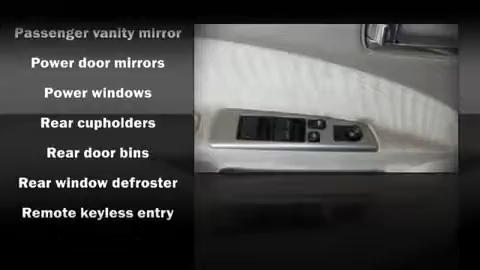 Passenger vanity mirror
Power door mirrors
Power windows
Rear cupholders
Rear door bins
Rear window defroster
Remote keyless entry